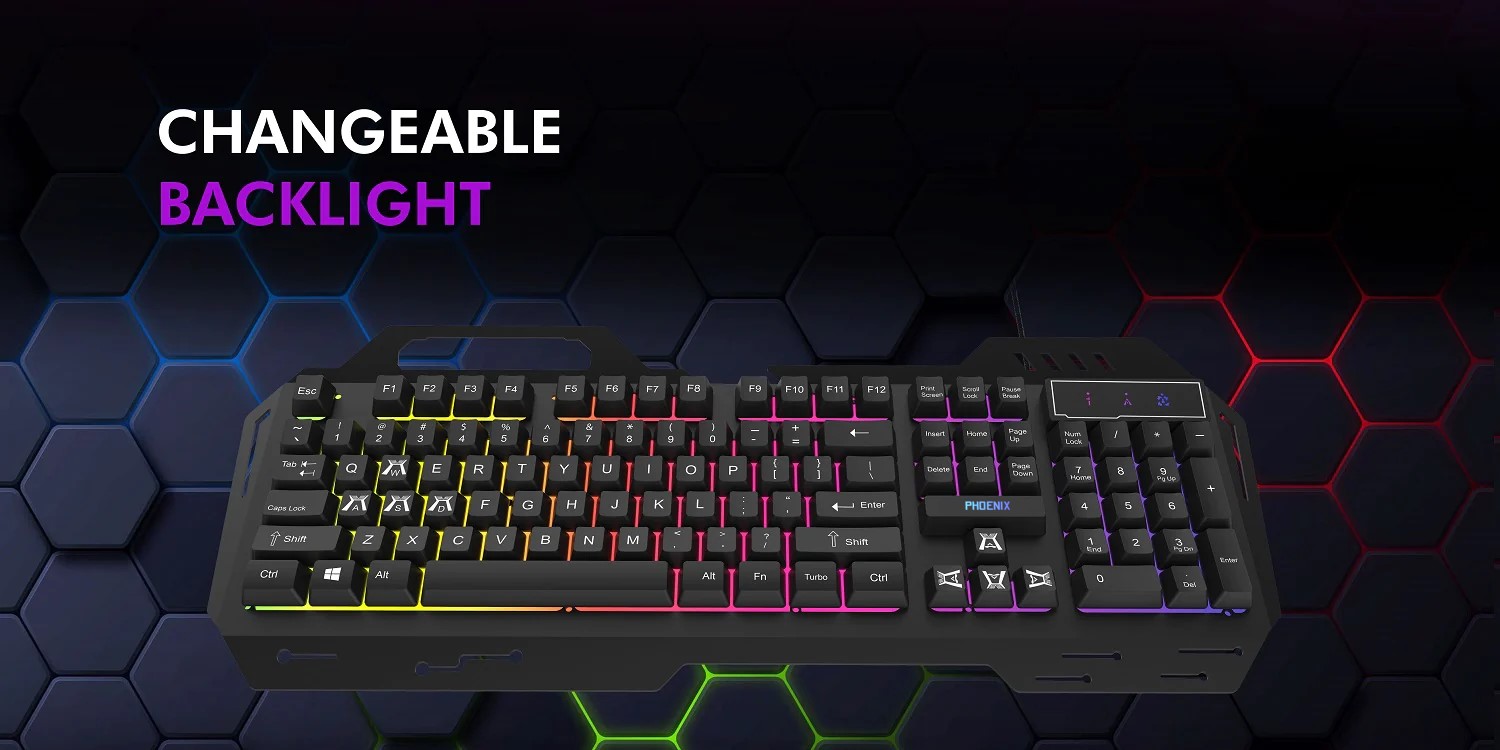 CHANGEABLE
BACKLIGHT
Esc F1 F2 F3 F4 F5 F6 F7 F8 F9 F10 F11 F12 Print Screen Scroll Lock Pause Break
~ ! 1 @ 2 # 3 $ 4 % 5 ^ 6 & 7 * 8 ( 9 ) 0 _ - + = ← Insert Home Page Up Num Lock / * −
Tab Q W E R T Y U I O P { [ } ] | \ Delete End Page Down 7 Home 8 9 Pg Up +
Caps Lock A S D F G H J K L : ; " ' Enter PHOENIX 4 5 6
Shift Z X C V B N M < , > . ? / Shift 1 End 2 3 Pg Dn Enter
Ctrl Alt Alt Fn Turbo Ctrl 0 . Del